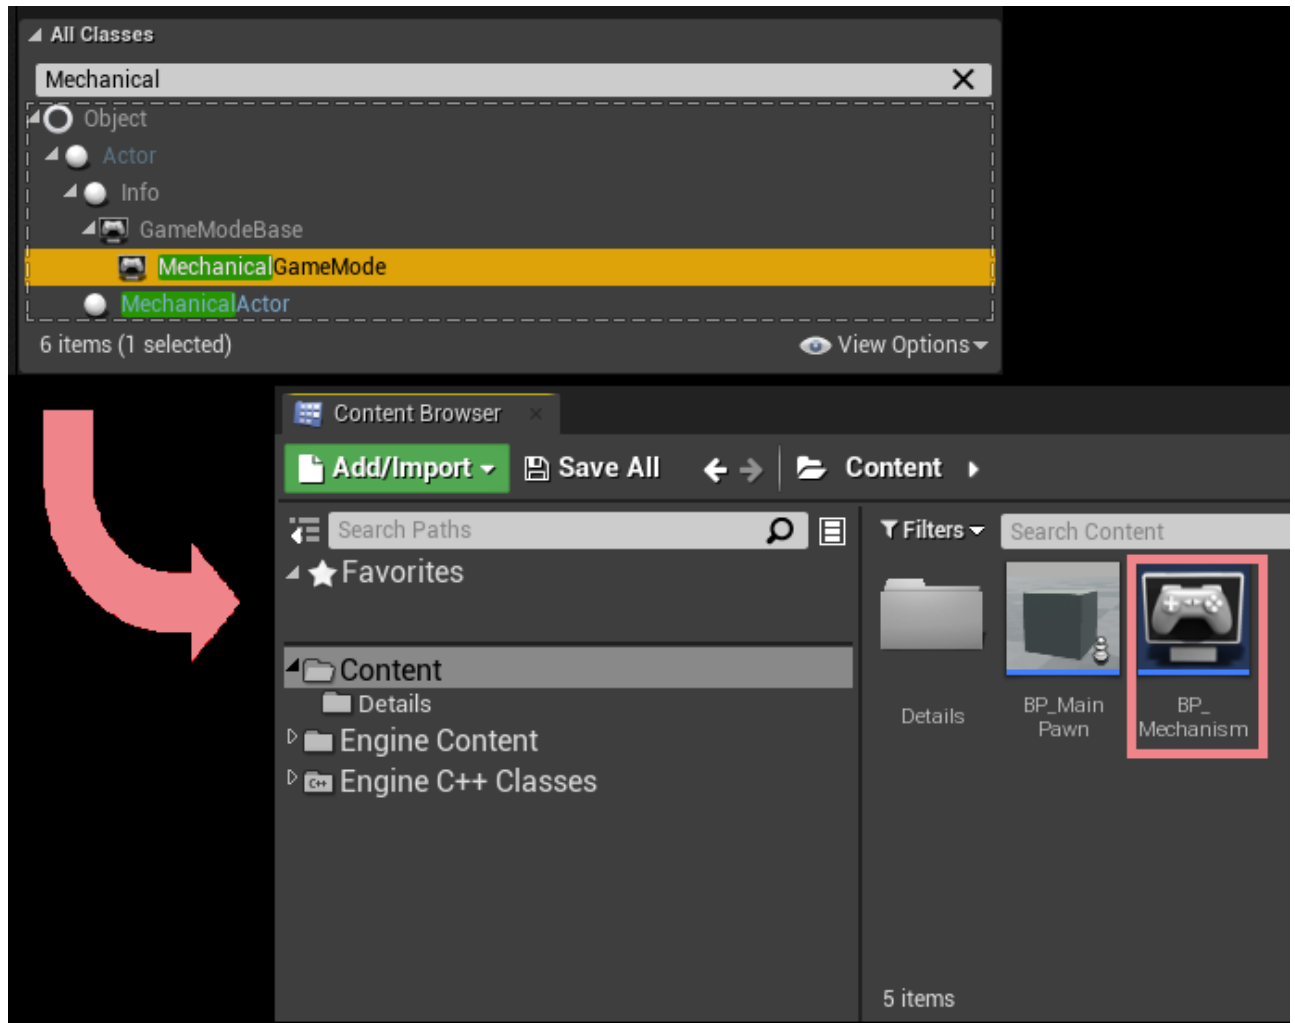 All Classes
Mechanical
Object
Actor
Info
GameModeBase
MechanicalGameMode
MechanicalActor
6 items (1 selected)
View Options
Content Browser
Add/Import
Save All
Content
Search Paths
Filters
Search Content
Favorites
Content
Details
Engine Content
C++
Engine C++ Classes
Details
BP_Main
Pawn
BP_
Mechanism
5 items